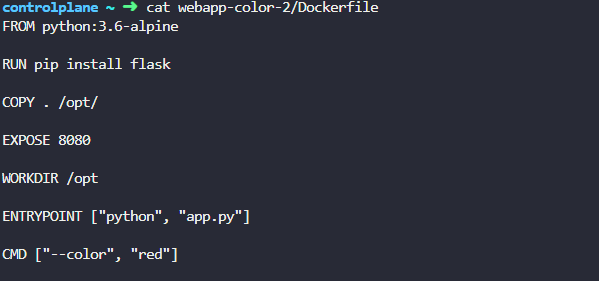 controlplane ~ ➜ cat webapp-color-2/Dockerfile
FROM python:3.6-alpine
RUN pip install flask
COPY . /opt/
EXPOSE 8080
WORKDIR /opt
ENTRYPOINT ["python", "app.py"]
CMD ["--color", "red"]